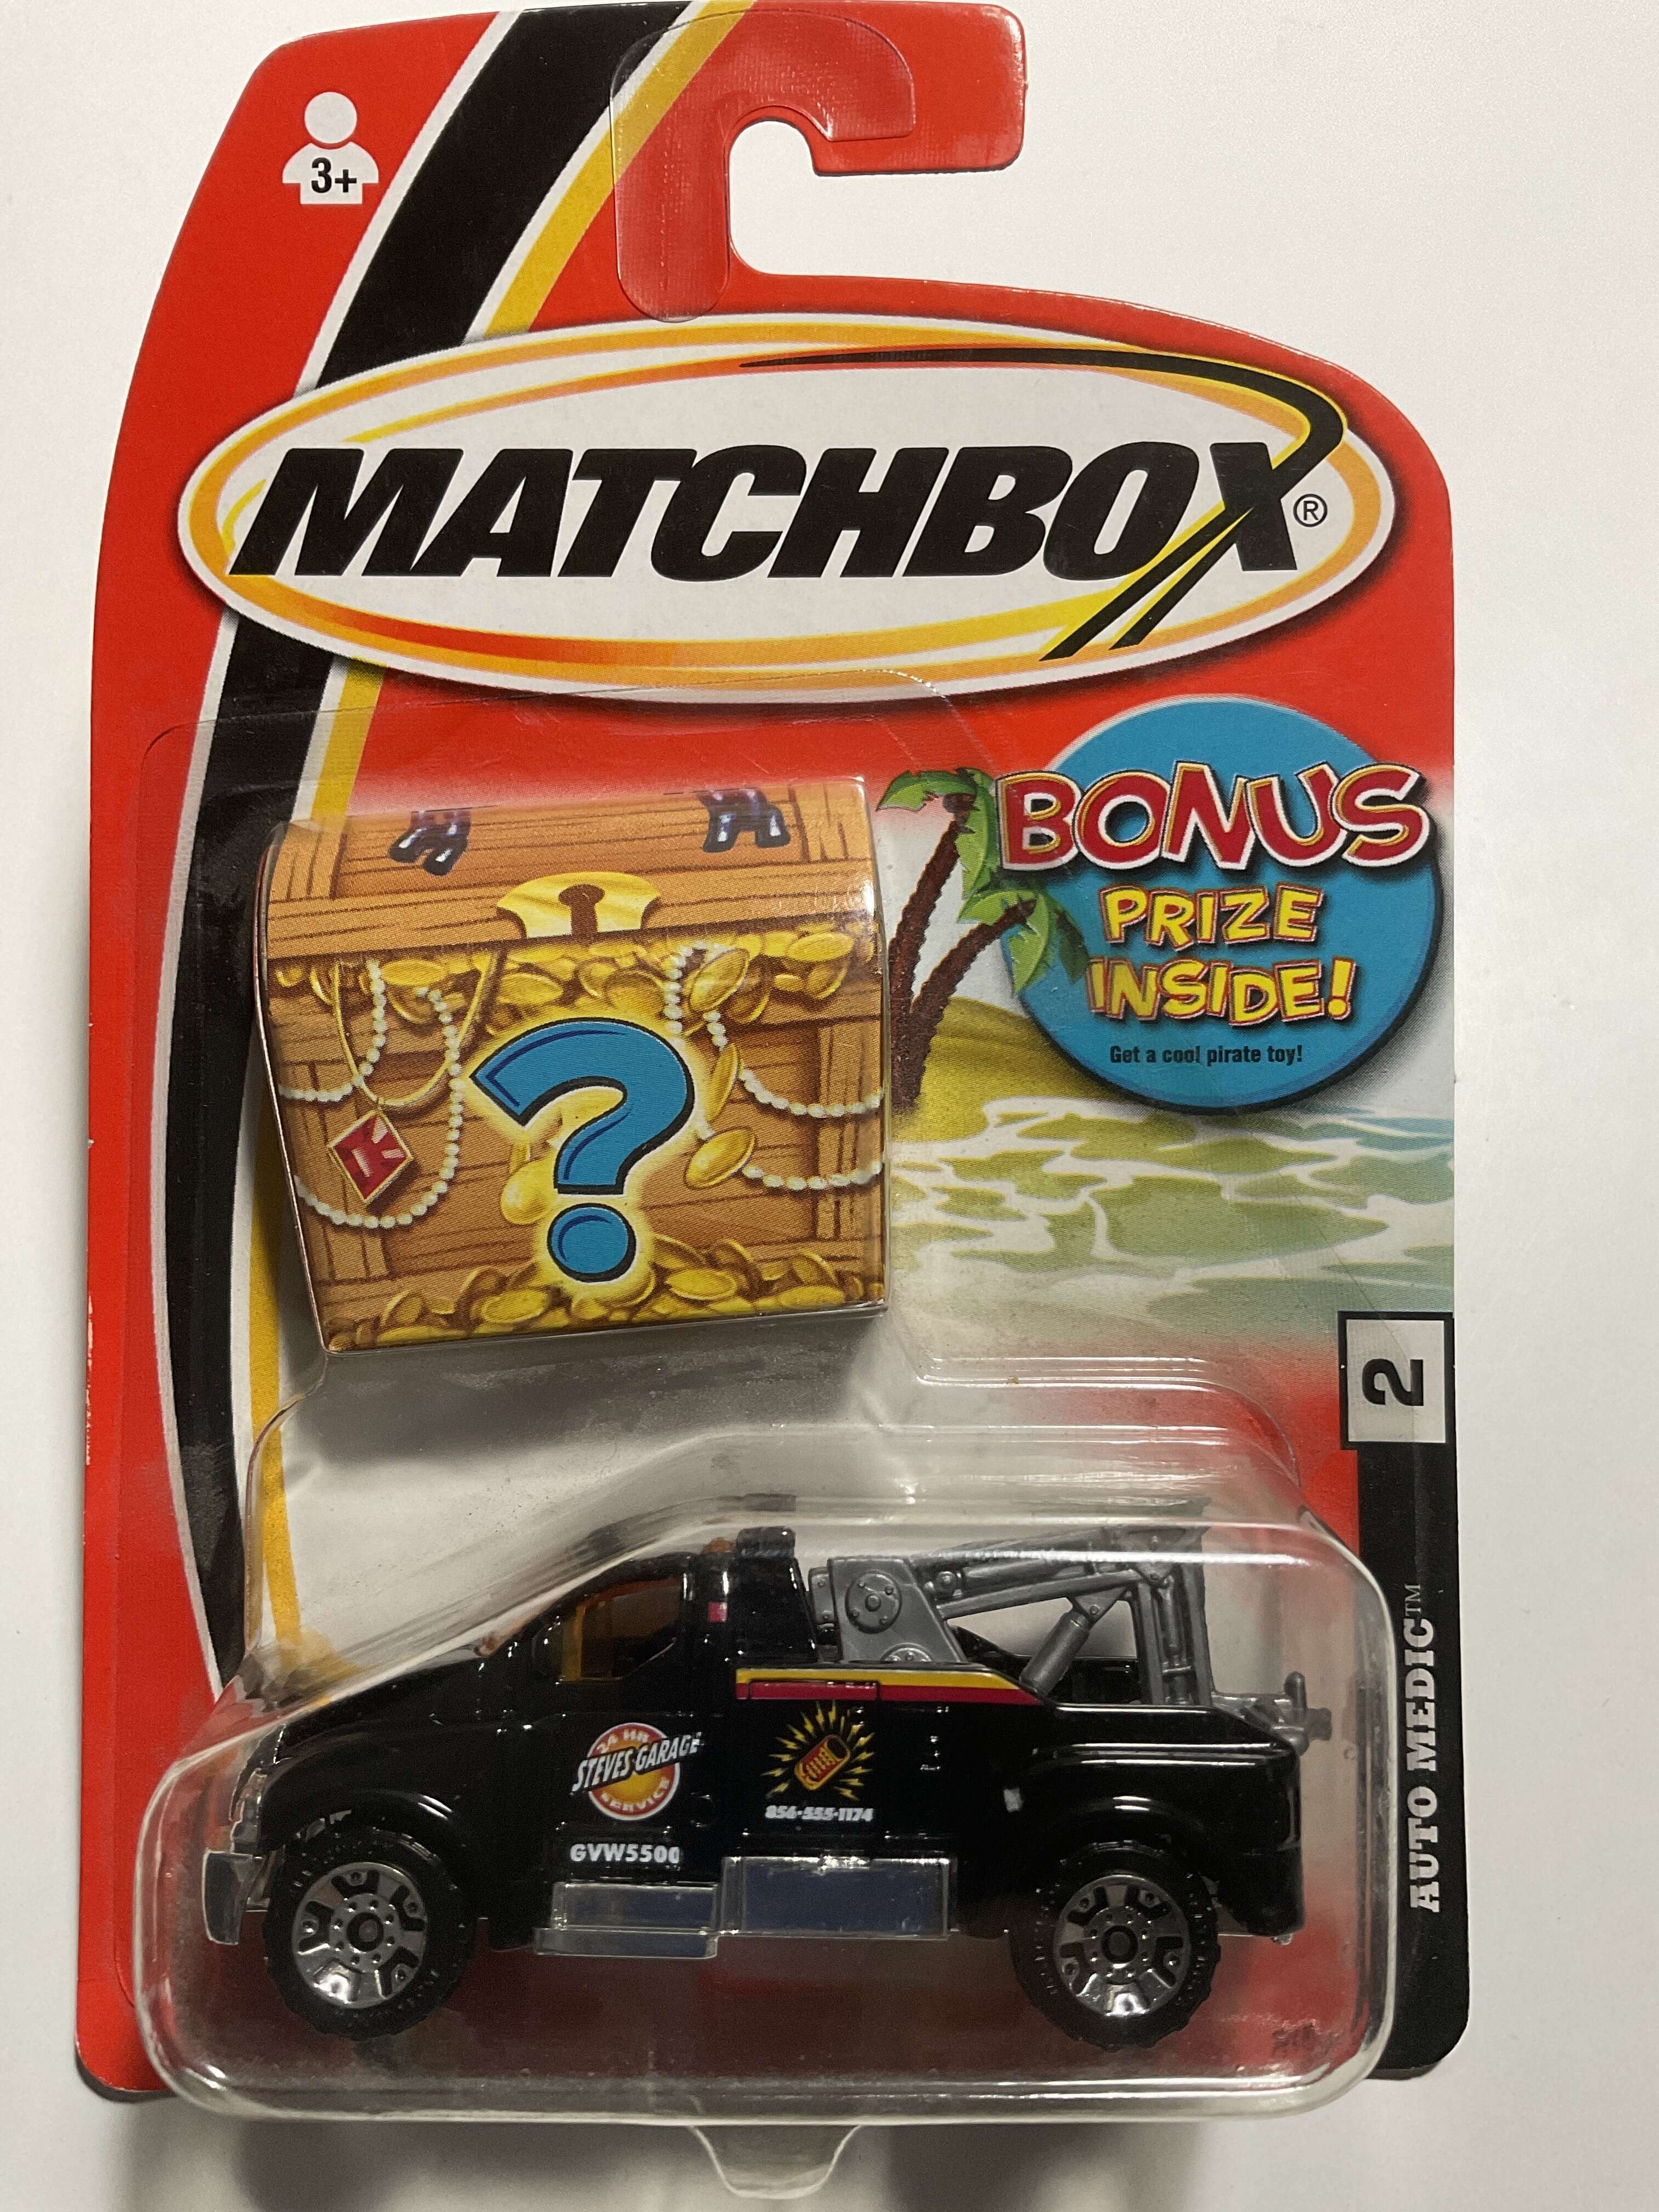 3+
MATCHBOX®
BONUS
PRIZE
INSIDE!
Get a cool pirate toy!
?
2
AUTO MEDIC™
24 HR
STEVES GARAGE
SERVICE
856-555-1174
GVW5500